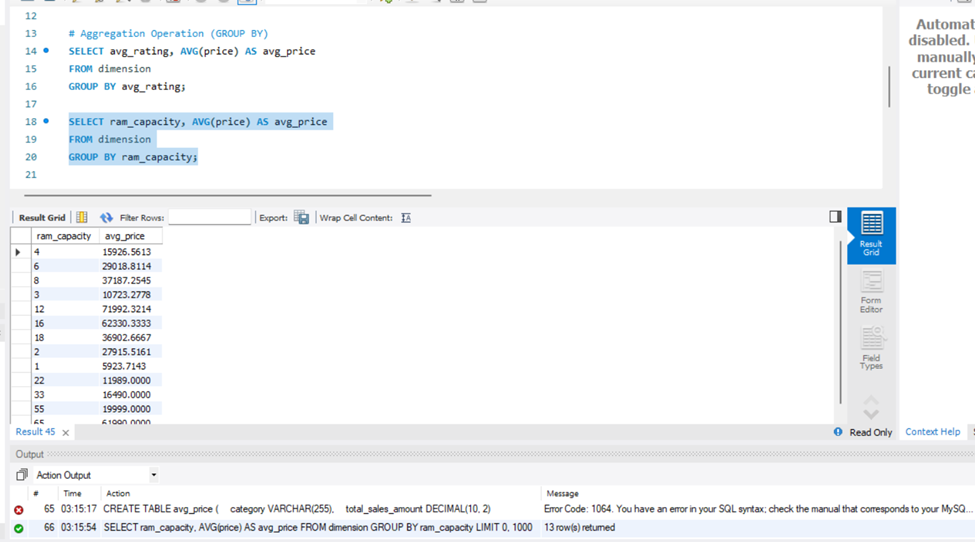 Automat
disabled.
manually
current ca
toggle
12
13 # Aggregation Operation (GROUP BY)
14 SELECT avg_rating, AVG(price) AS avg_price
15 FROM dimension
16 GROUP BY avg_rating;
17
18 SELECT ram_capacity, AVG(price) AS avg_price
19 FROM dimension
20 GROUP BY ram_capacity;
21
Result Grid Filter Rows: Export: Wrap Cell Content:
ram_capacity avg_price
4 15926.5613
6 29018.8114
8 37187.2545
3 10723.2778
12 71992.3214
16 62330.3333
18 36902.6667
2 27915.5161
1 5923.7143
22 11989.0000
33 16490.0000
55 19999.0000
65 61990.0000
Result
Grid
Form
Editor
Field
Types
Result 45 Read Only Context Help
Output
Action Output
# Time Action Message
65 03:15:17 CREATE TABLE avg_price ( category VARCHAR(255), total_sales_amount DECIMAL(10, 2) Error Code: 1064. You have an error in your SQL syntax; check the manual that corresponds to your MySQ...
66 03:15:54 SELECT ram_capacity, AVG(price) AS avg_price FROM dimension GROUP BY ram_capacity LIMIT 0, 1000 13 row(s) returned